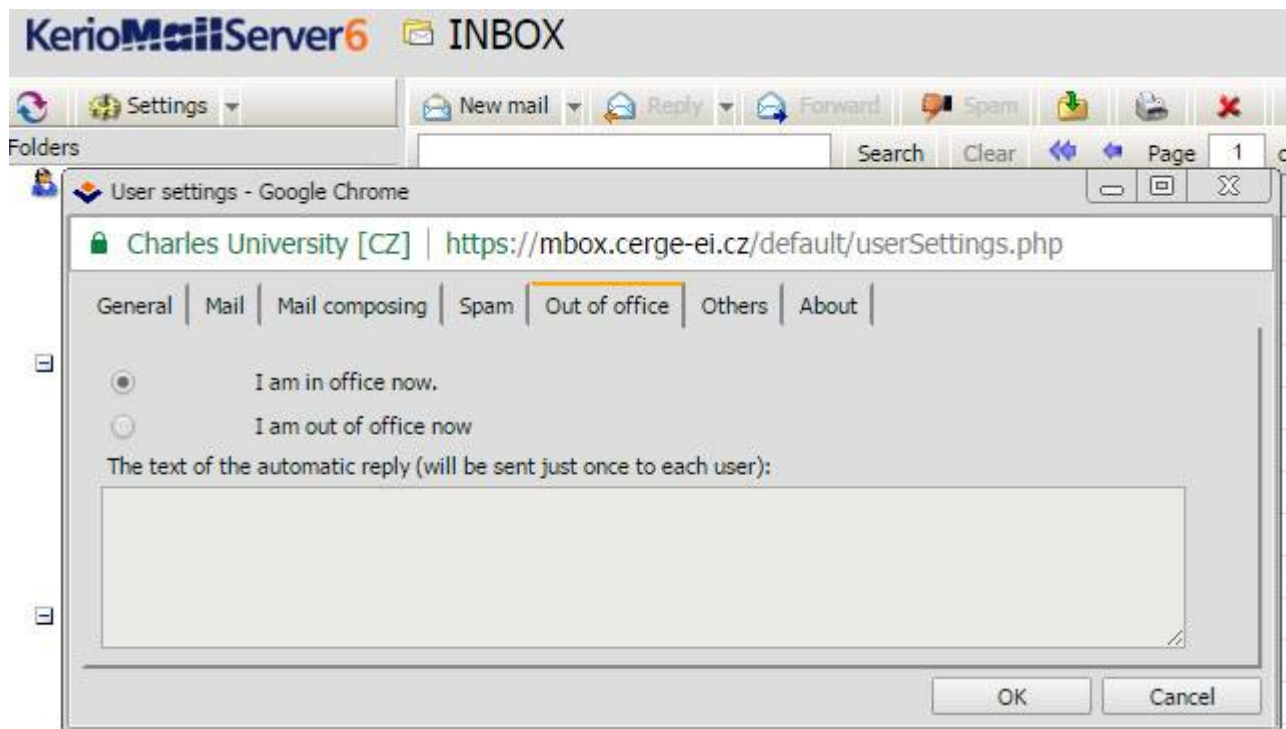 KerioMailServer6 INBOX
Settings New mail Reply Forward Spam
Folders Search Clear Page 1
User settings - Google Chrome
Charles University [CZ] | https://mbox.cerge-ei.cz/default/userSettings.php
General Mail Mail composing Spam Out of office Others About
I am in office now.
I am out of office now
The text of the automatic reply (will be sent just once to each user):
OK Cancel